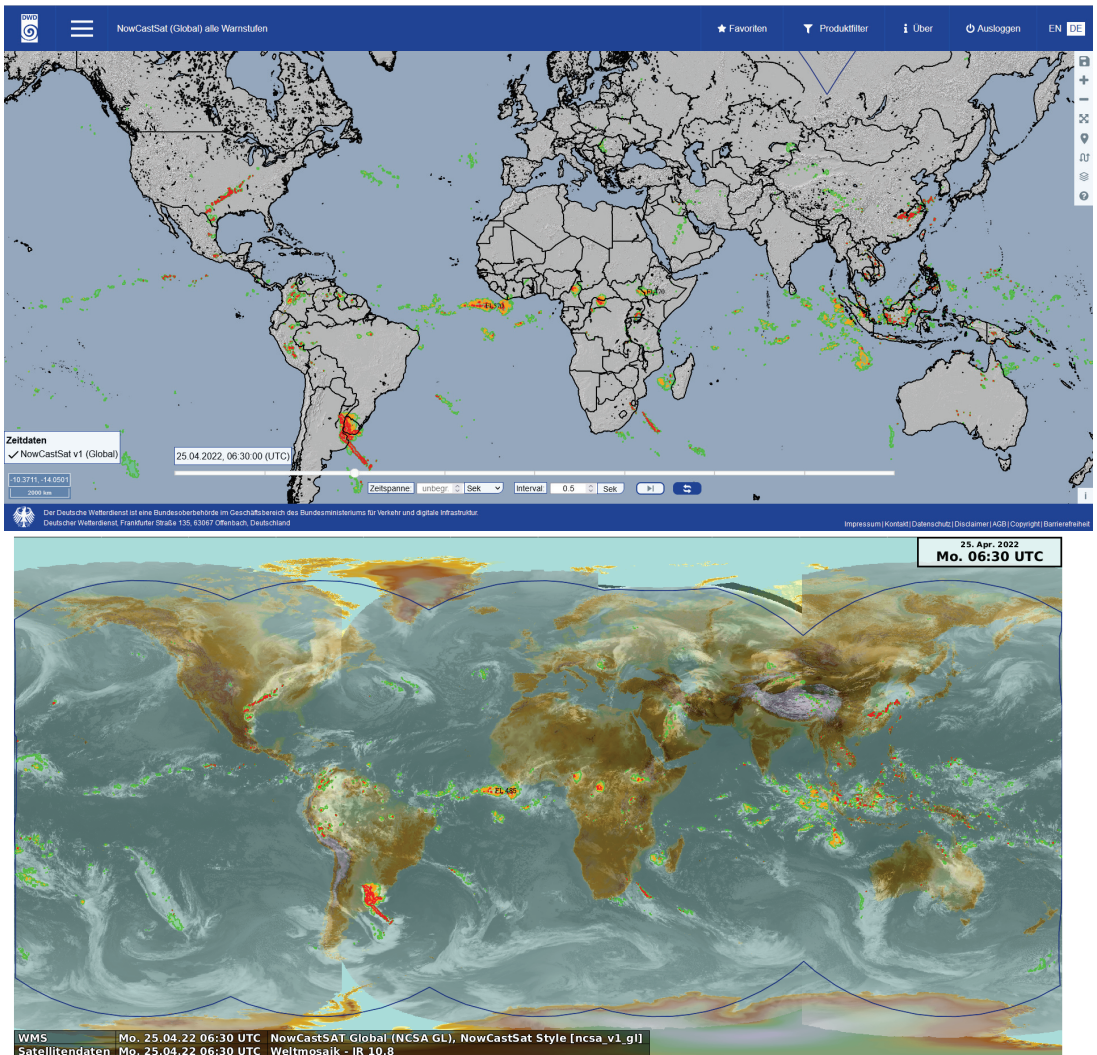 DWD
NowCastSat (Global) alle Warnstufen
Favoriten
Produktfilter
Über
Ausloggen
EN DE
FL 570
Zeitdaten
NowCastSat v1 (Global)
25.04.2022, 06:30:00 (UTC)
-10.3711, -14.0501
2000 km
Zeitspanne: unbegr. Sek
Interval: 0.5 Sek
Der Deutsche Wetterdienst ist eine Bundesoberbehörde im Geschäftsbereich des Bundesministeriums für Verkehr und digitale Infrastruktur.
Deutscher Wetterdienst, Frankfurter Straße 135, 63067 Offenbach, Deutschland
Impressum | Kontakt | Datenschutz | Disclaimer | AGB | Copyright | Barrierefreiheit
25. Apr. 2022
Mo. 06:30 UTC
FL 485
WMS Mo. 25.04.22 06:30 UTC NowCastSAT Global (NCSA GL), NowCastSat Style [ncsa_v1_gl]
Satellitendaten Mo. 25.04.22 06:30 UTC Weltmosaik - IR 10.8